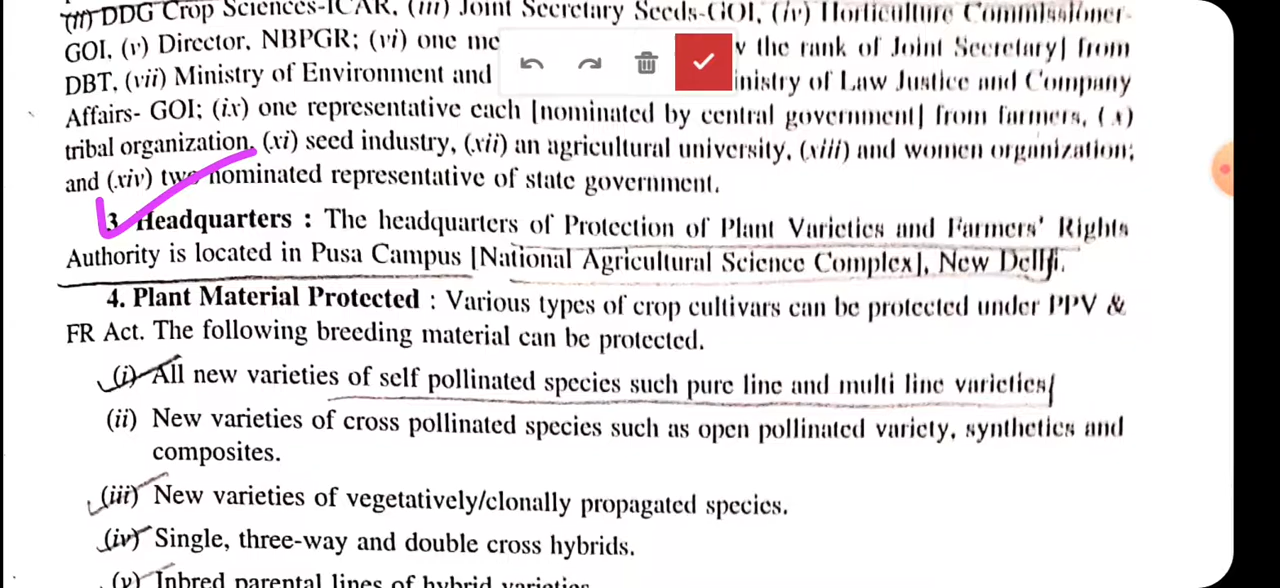 (ii) DDG Crop Sciences-ICAR, (iii) Joint Secretary Seeds-GOI, (iv) Horticulture Commissioner-
GOI, (v) Director, NBPGR; (vi) one me v the rank of Joint Secretary] from
DBT, (vii) Ministry of Environment and inistry of Law Justice and Company
Affairs- GOI; (ix) one representative each [nominated by central government] from farmers, (x)
tribal organization, (xi) seed industry, (xii) an agricultural university, (xiii) and women organization;
and (xiv) two nominated representative of state government.
3. Headquarters : The headquarters of Protection of Plant Varieties and Farmers' Rights
Authority is located in Pusa Campus [National Agricultural Science Complex], New Delhi.
4. Plant Material Protected : Various types of crop cultivars can be protected under PPV &
FR Act. The following breeding material can be protected.
(i) All new varieties of self pollinated species such pure line and multi line varieties
(ii) New varieties of cross pollinated species such as open pollinated variety, synthetics and
composites.
(iii) New varieties of vegetatively/clonally propagated species.
(iv) Single, three-way and double cross hybrids.
(v) Inbred parental lines of hybrid varieties